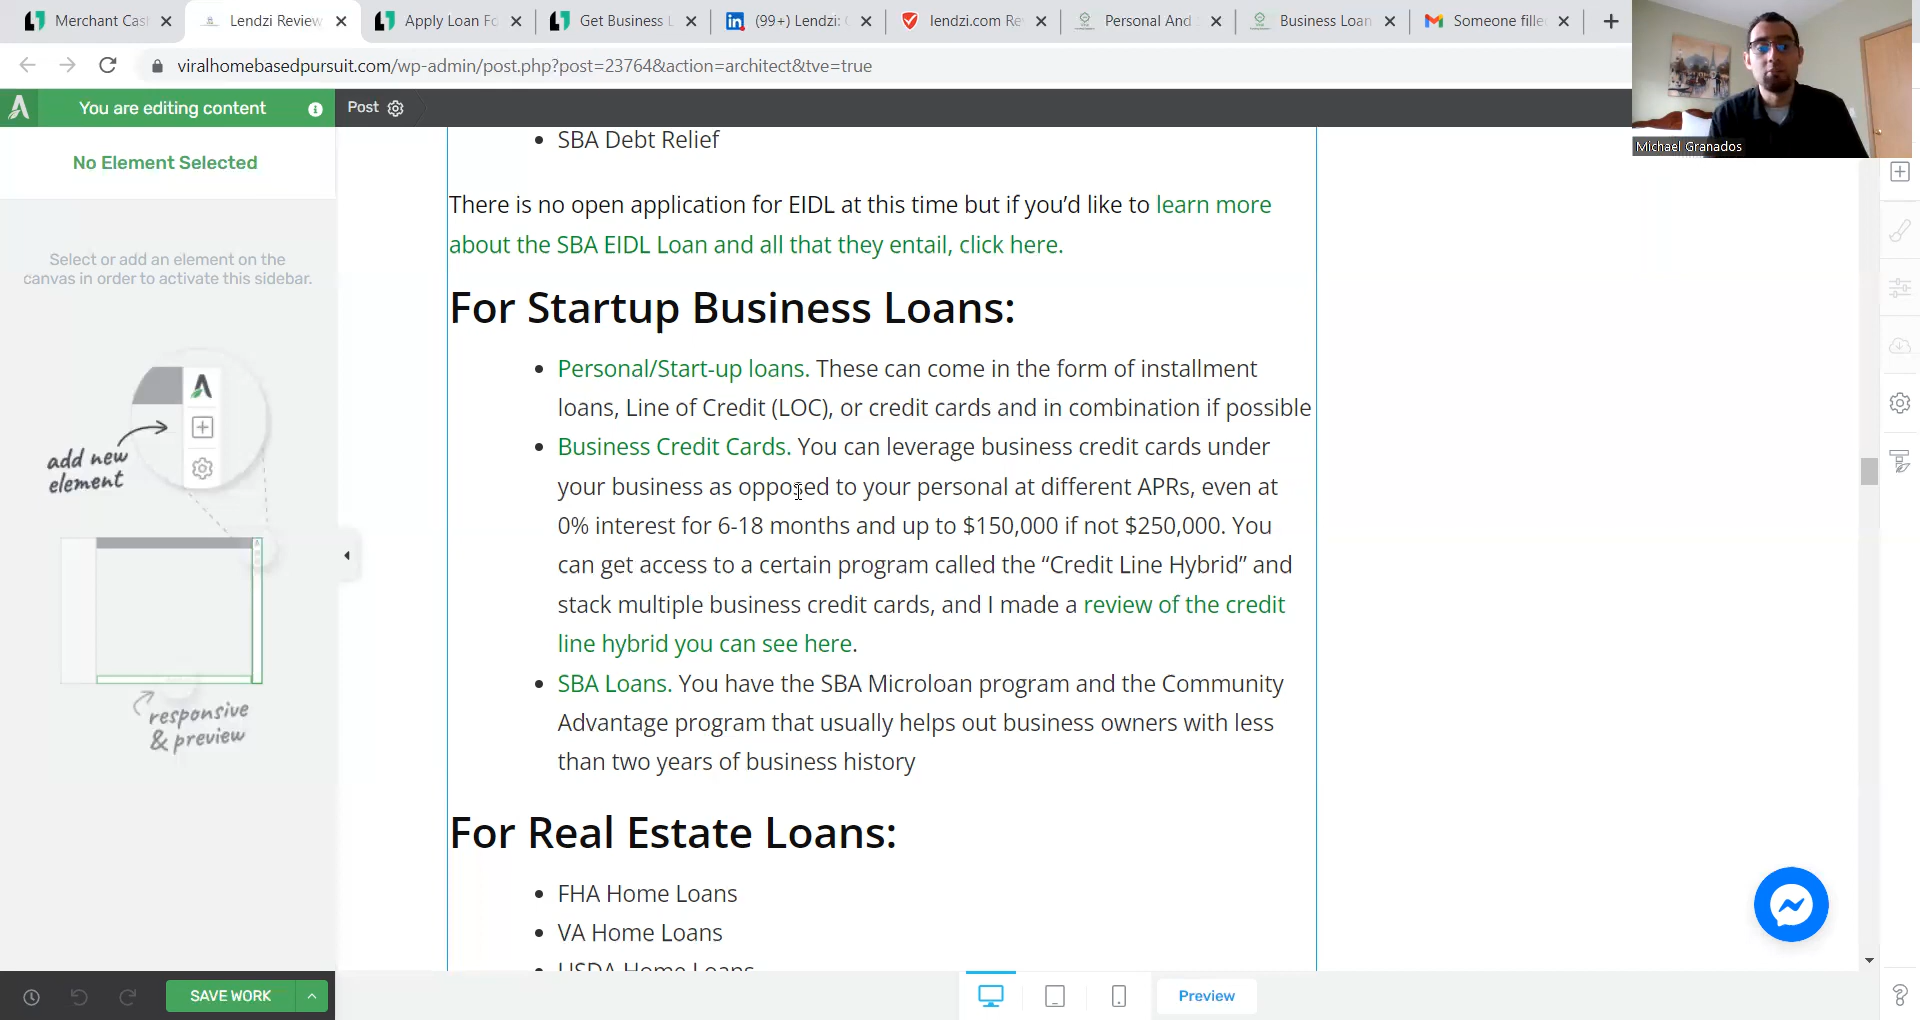 Merchant Cas
Lendzi Review
Apply Loan Fo
Get Business L
(99+) Lendzi:
lendzi.com Re
Personal And
Business Loan
Someone fille
viralhomebasedpursuit.com/wp-admin/post.php?post=23764&action=architect&tve=true
You are editing content
Post
Michael Granados
No Element Selected
Select or add an element on the
canvas in order to activate this sidebar.
add new
element
responsive
& preview
SAVE WORK
• SBA Debt Relief
There is no open application for EIDL at this time but if you’d like to learn more
about the SBA EIDL Loan and all that they entail, click here.
For Startup Business Loans:
• Personal/Start-up loans. These can come in the form of installment
loans, Line of Credit (LOC), or credit cards and in combination if possible
• Business Credit Cards. You can leverage business credit cards under
your business as opposed to your personal at different APRs, even at
0% interest for 6-18 months and up to $150,000 if not $250,000. You
can get access to a certain program called the “Credit Line Hybrid” and
stack multiple business credit cards, and I made a review of the credit
line hybrid you can see here.
• SBA Loans. You have the SBA Microloan program and the Community
Advantage program that usually helps out business owners with less
than two years of business history
For Real Estate Loans:
• FHA Home Loans
• VA Home Loans
• USDA Home Loans
Preview